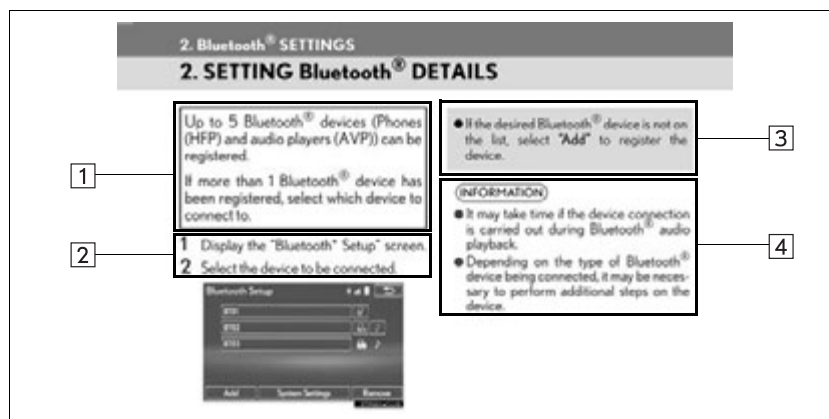 2. Bluetooth® SETTINGS
2. SETTING Bluetooth® DETAILS
1
Up to 5 Bluetooth® devices (Phones
(HFP) and audio players (AVP)) can be
registered.
If more than 1 Bluetooth® device has
been registered, select which device to
connect to.
2
1 Display the "Bluetooth* Setup" screen.
2 Select the device to be connected.
Bluetooth Setup
BT01
BT02
BT03
Add System Settings Remove
● If the desired Bluetooth® device is not on
the list, select "Add" to register the
device.
3
INFORMATION
● It may take time if the device connection
is carried out during Bluetooth® audio
playback.
● Depending on the type of Bluetooth®
device being connected, it may be neces-
sary to perform additional steps on the
device.
4